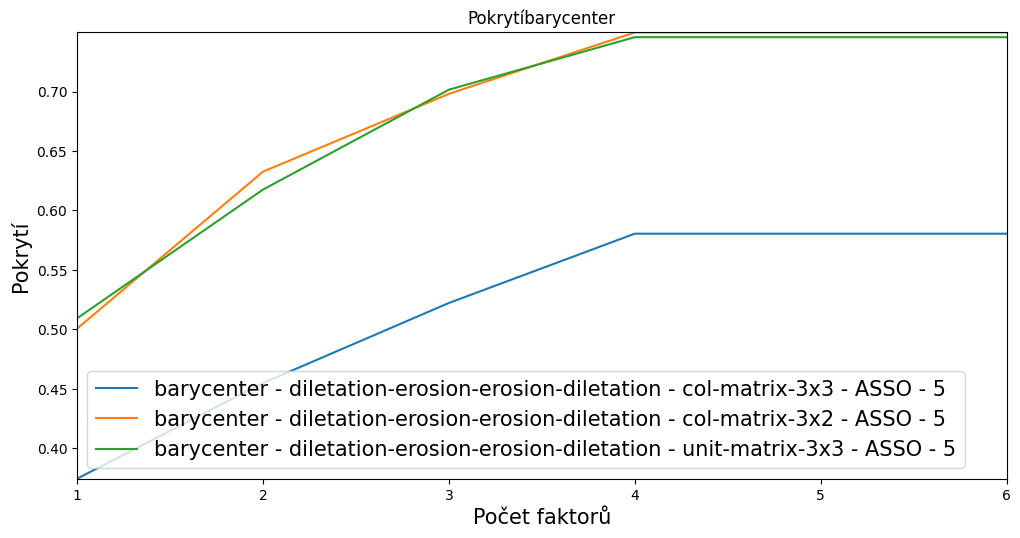 Pokrytíbarycenter
Pokrytí
0.70
0.65
0.60
0.55
0.50
0.45
0.40
barycenter - diletation-erosion-erosion-diletation - col-matrix-3x3 - ASSO - 5
barycenter - diletation-erosion-erosion-diletation - col-matrix-3x2 - ASSO - 5
barycenter - diletation-erosion-erosion-diletation - unit-matrix-3x3 - ASSO - 5
1 2 3 4 5 6
Počet faktorů